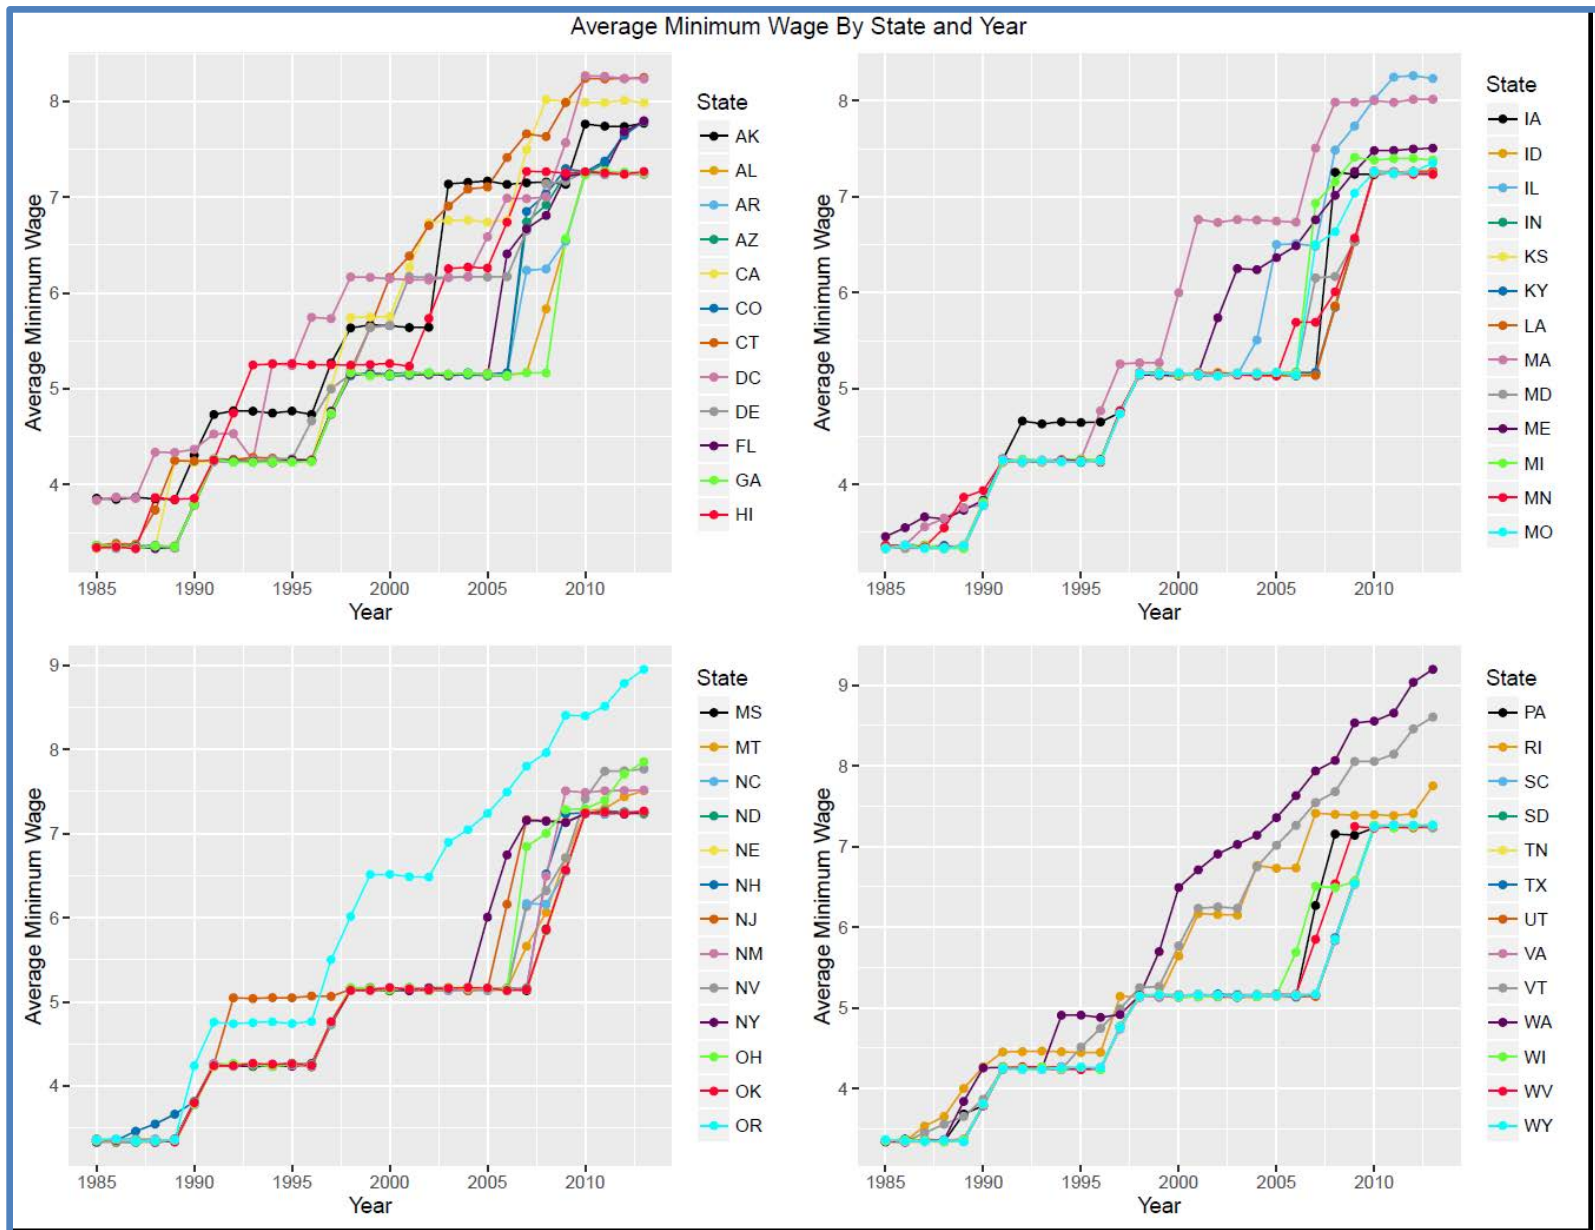 Average Minimum Wage By State and Year
Average Minimum Wage
8
7
6
5
4
1985
1990
1995
2000
2005
2010
Year
State
AK
AL
AR
AZ
CA
CO
CT
DC
DE
FL
GA
HI
Average Minimum Wage
8
7
6
5
4
1985
1990
1995
2000
2005
2010
Year
State
IA
ID
IL
IN
KS
KY
LA
MA
MD
ME
MI
MN
MO
Average Minimum Wage
9
8
7
6
5
4
1985
1990
1995
2000
2005
2010
Year
State
MS
MT
NC
ND
NE
NH
NJ
NM
NV
NY
OH
OK
OR
Average Minimum Wage
9
8
7
6
5
4
1985
1990
1995
2000
2005
2010
Year
State
PA
RI
SC
SD
TN
TX
UT
VA
VT
WA
WI
WV
WY